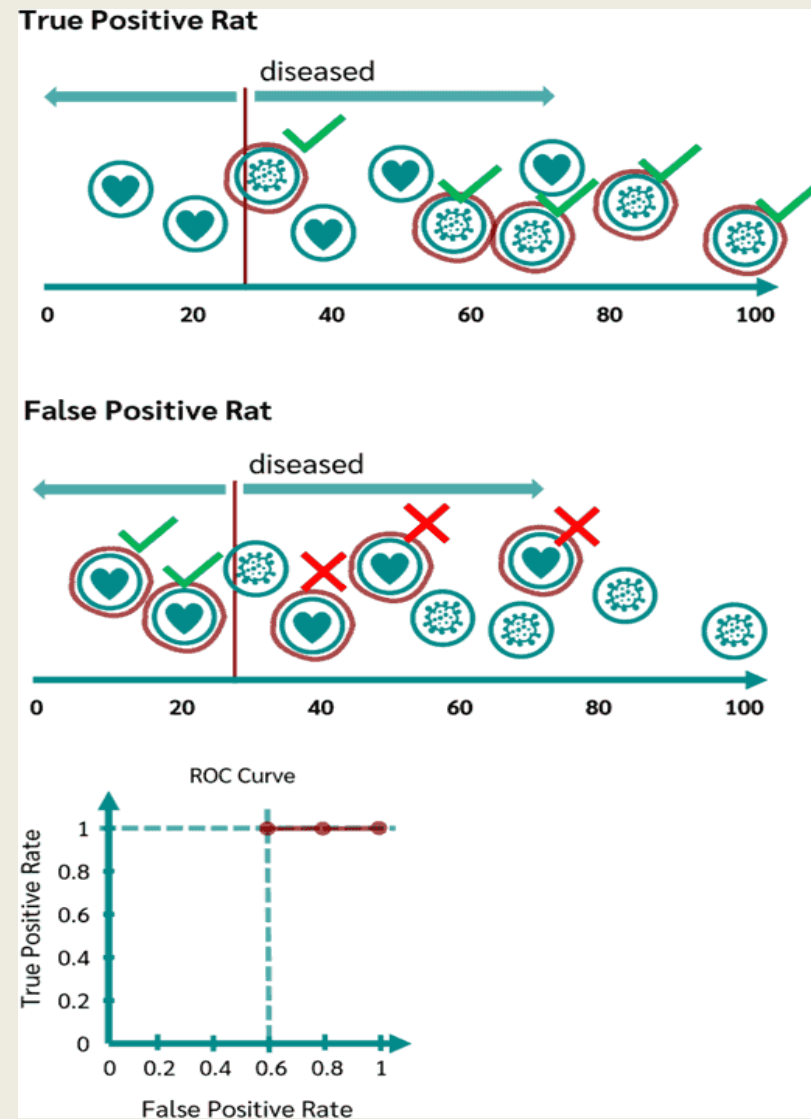 True Positive Rat
diseased
0 20 40 60 80 100
False Positive Rat
diseased
0 20 40 60 80 100
ROC Curve
True Positive Rate
1
0.8
0.6
0.4
0.2
0
0 0.2 0.4 0.6 0.8 1
False Positive Rate